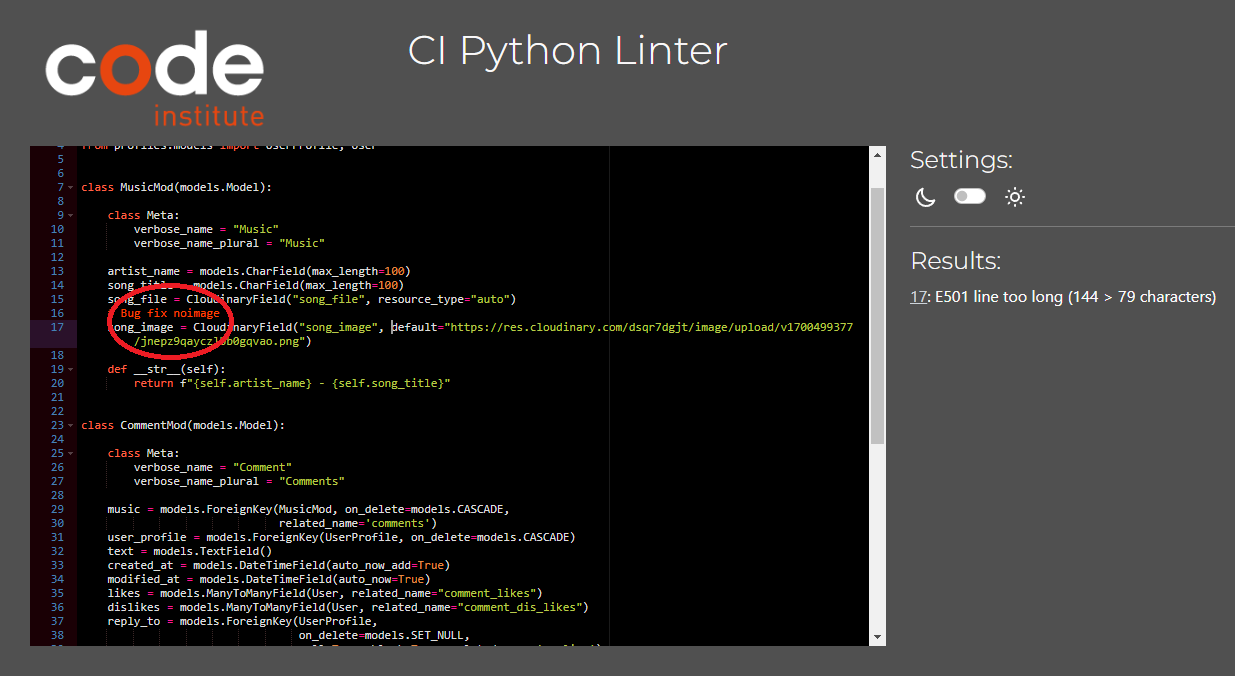 code
institute
CI Python Linter
4 from profiles.models import UserProfile, User
5
6
7 class MusicMod(models.Model):
8
9 class Meta:
10 verbose_name = "Music"
11 verbose_name_plural = "Music"
12
13 artist_name = models.CharField(max_length=100)
14 song_title = models.CharField(max_length=100)
15 song_file = CloudinaryField("song_file", resource_type="auto")
16 Bug fix noimage
17 song_image = CloudinaryField("song_image", default="https://res.cloudinary.com/dsqr7dgjt/image/upload/v1700499377
18
19 def __str__(self):
20 return f"{self.artist_name} - {self.song_title}"
21
22
23 class CommentMod(models.Model):
24
25 class Meta:
26 verbose_name = "Comment"
27 verbose_name_plural = "Comments"
28
29 music = models.ForeignKey(MusicMod, on_delete=models.CASCADE,
30 related_name='comments')
31 user_profile = models.ForeignKey(UserProfile, on_delete=models.CASCADE)
32 text = models.TextField()
33 created_at = models.DateTimeField(auto_now_add=True)
34 modified_at = models.DateTimeField(auto_now=True)
35 likes = models.ManyToManyField(User, related_name="comment_likes")
36 dislikes = models.ManyToManyField(User, related_name="comment_dis_likes")
37 reply_to = models.ForeignKey(UserProfile,
38 on_delete=models.SET_NULL,
Settings:
Results:
17: E501 line too long (144 > 79 characters)